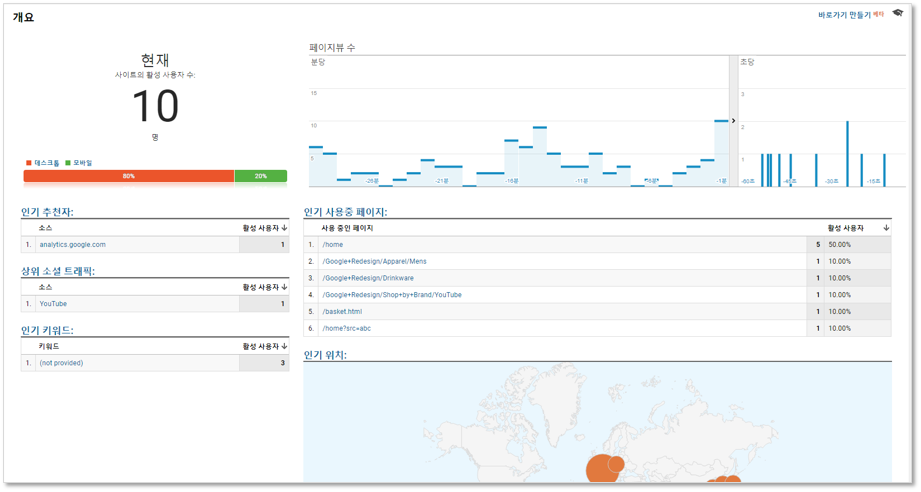 개요
바로가기 만들기 베타
현재
사이트의 활성 사용자 수:
10
명
데스크톱 모바일
80% 20%
페이지뷰 수
분당
15
10
5
-26분 -21분 -16분 -11분 -6분 -1분
초당
3
2
1
-60초 -45초 -30초 -15초
인기 추천자:
소스 활성 사용자
1. analytics.google.com 1
상위 소셜 트래픽:
소스 활성 사용자
1. YouTube 1
인기 키워드:
키워드 활성 사용자
1. (not provided) 3
인기 사용중 페이지:
사용 중인 페이지 활성 사용자
1. /home 5 50.00%
2. /Google+Redesign/Apparel/Mens 1 10.00%
3. /Google+Redesign/Drinkware 1 10.00%
4. /Google+Redesign/Shop+by+Brand/YouTube 1 10.00%
5. /basket.html 1 10.00%
6. /home?src=abc 1 10.00%
인기 위치: